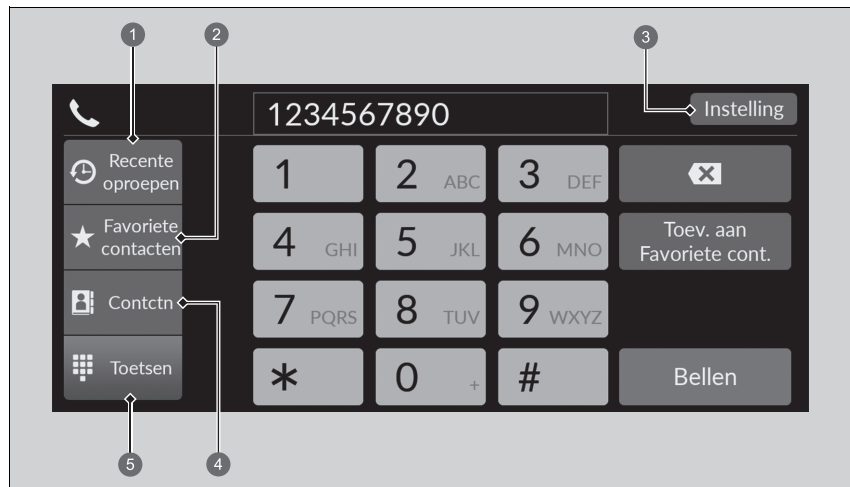 1
2
3
1234567890
Instelling
Recente
oproepen
Favoriete
contacten
Contctn
Toetsen
1
2 ABC
3 DEF
4 GHI
5 JKL
6 MNO
Toev. aan
Favoriete cont.
7 PQRS
8 TUV
9 WXYZ
*
0 +
#
Bellen
5
4